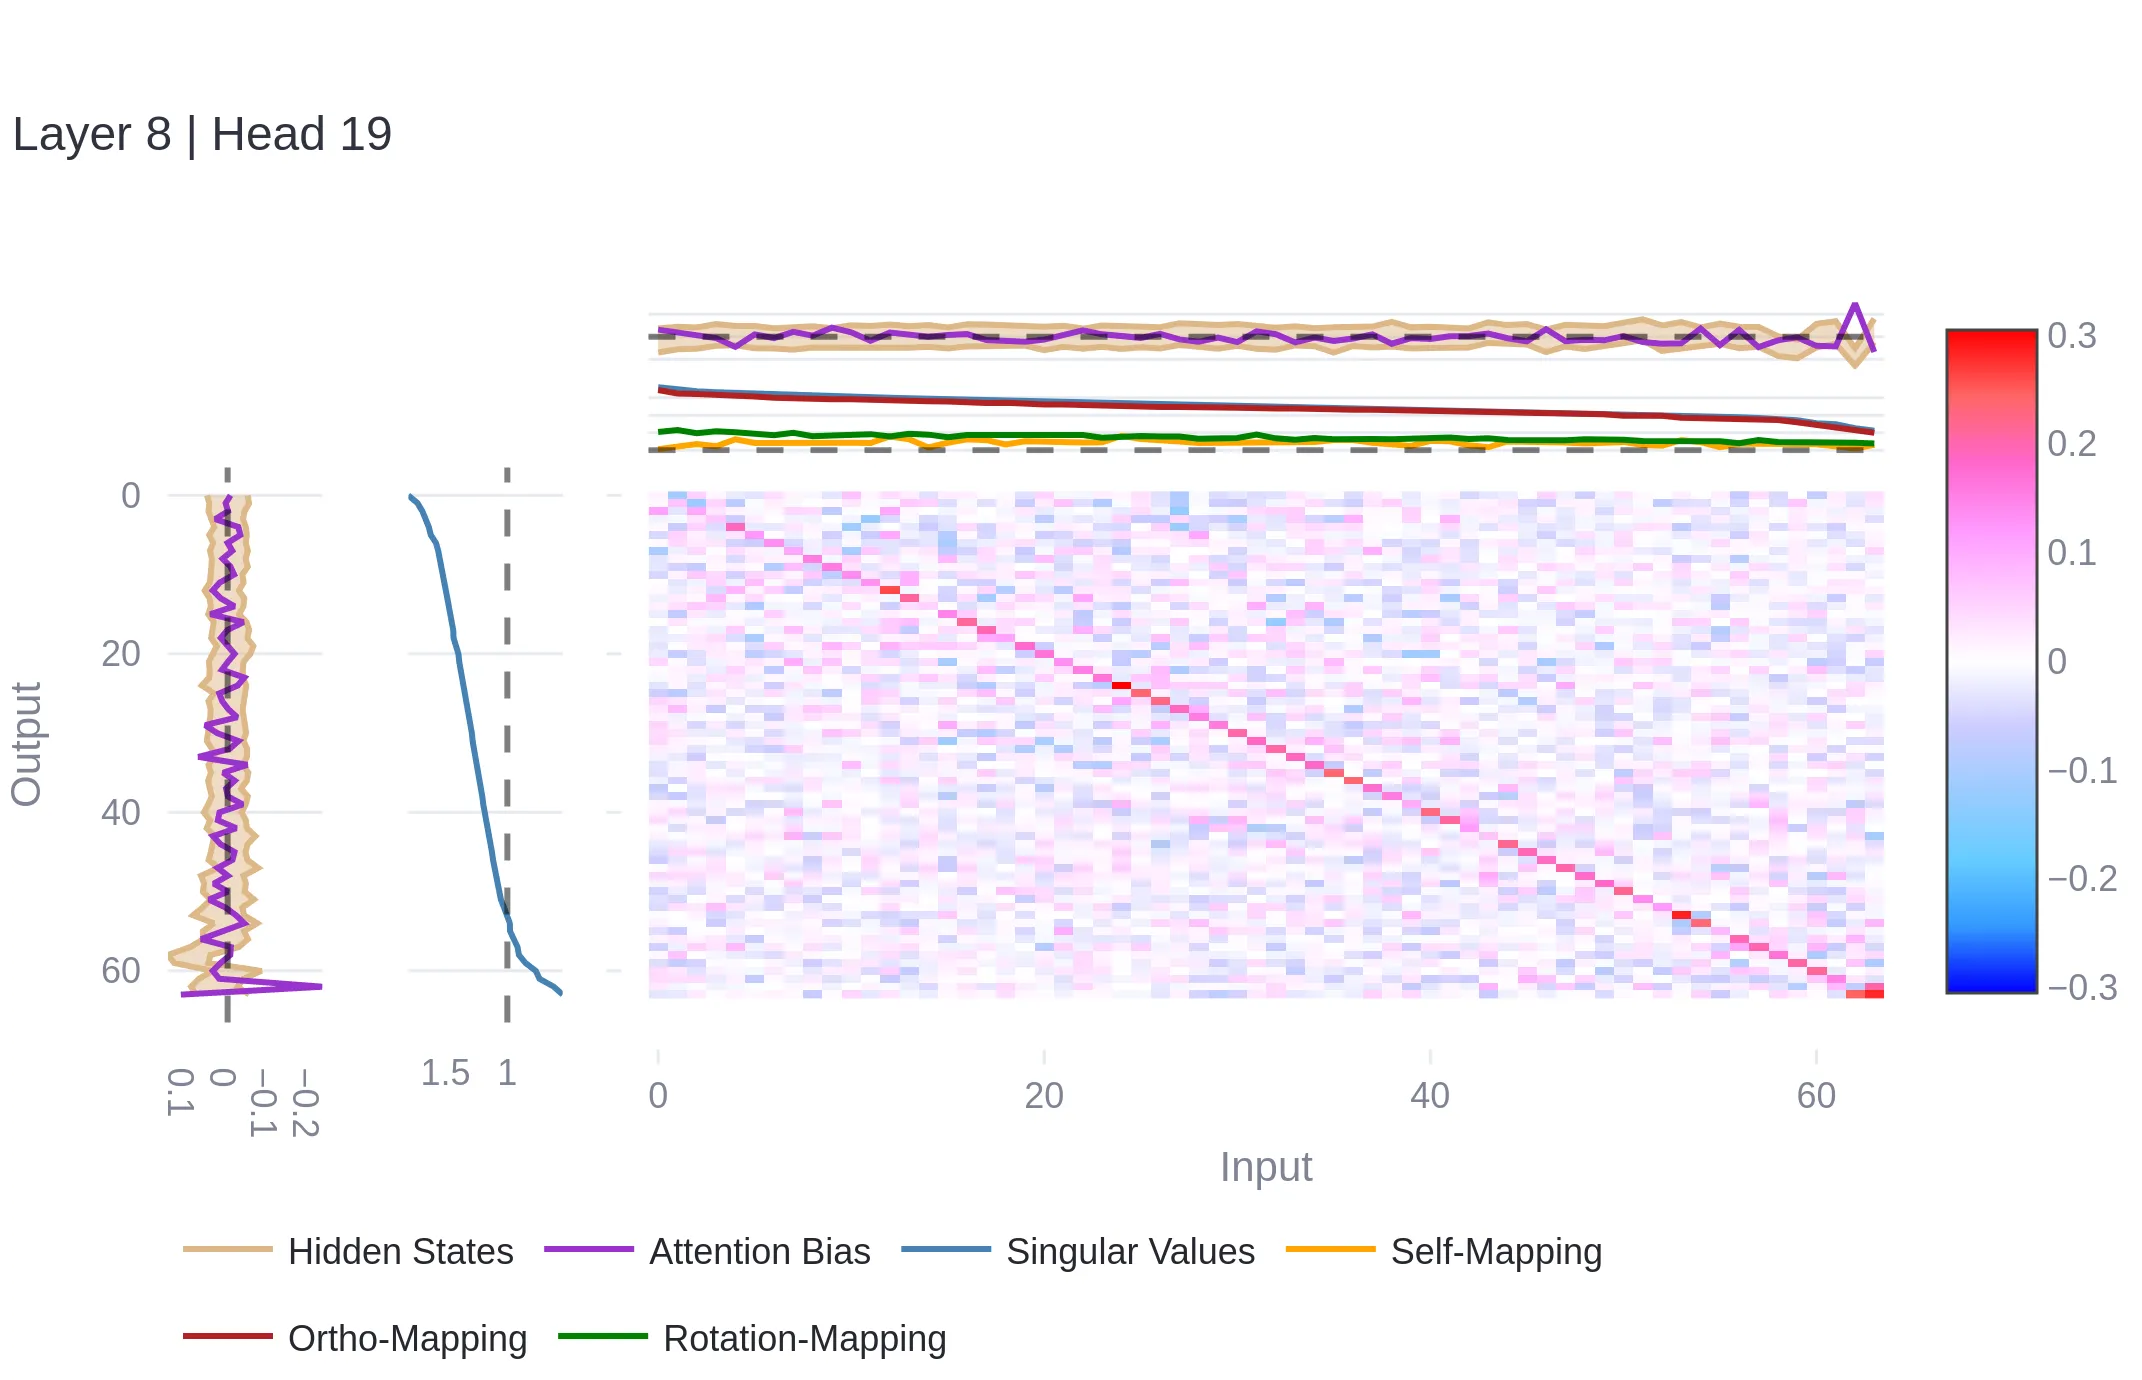 Layer 8 | Head 19
0
20
40
60
Output
0.1
0
−0.1
−0.2
1.5
1
0
20
40
60
Input
0.3
0.2
0.1
0
−0.1
−0.2
−0.3
Hidden States
Attention Bias
Singular Values
Self-Mapping
Ortho-Mapping
Rotation-Mapping